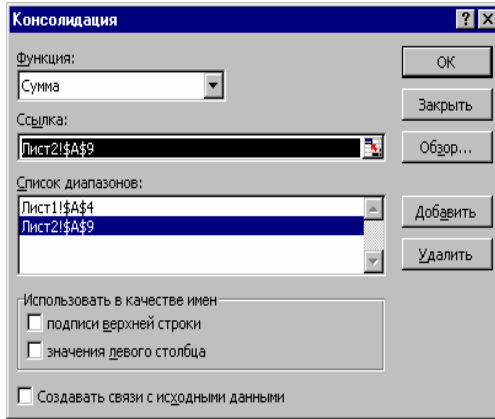 Консолидация
Функция:
Сумма
Ссылка:
Лист2!$A$9
Список диапазонов:
Лист1!$A$4
Лист2!$A$9
Использовать в качестве имен
подписи верхней строки
значения левого столбца
Создавать связи с исходными данными
ОК
Закрыть
Обзор...
Добавить
Удалить